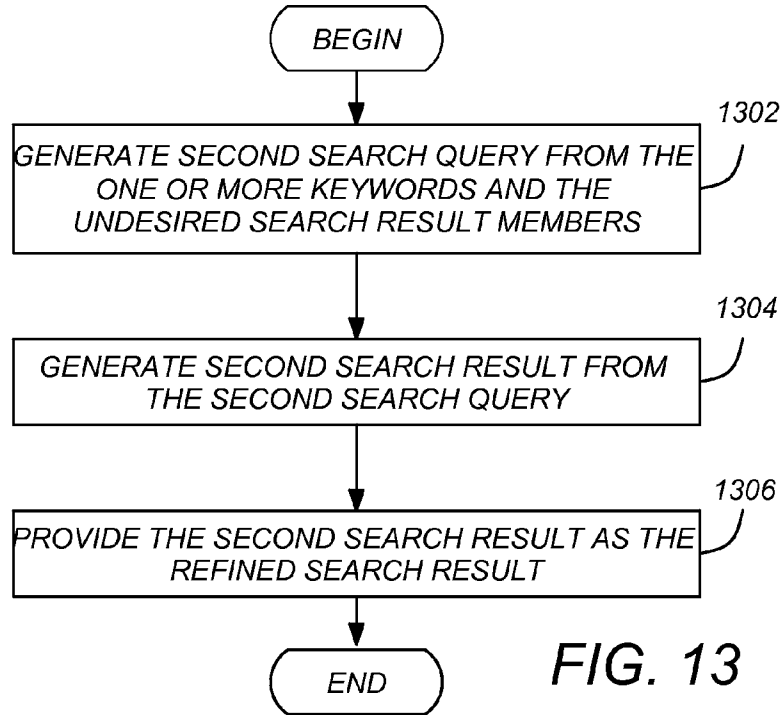 BEGIN
1302
GENERATE SECOND SEARCH QUERY FROM THE
ONE OR MORE KEYWORDS AND THE
UNDESIRED SEARCH RESULT MEMBERS
1304
GENERATE SECOND SEARCH RESULT FROM
THE SECOND SEARCH QUERY
1306
PROVIDE THE SECOND SEARCH RESULT AS THE
REFINED SEARCH RESULT
END
FIG. 13